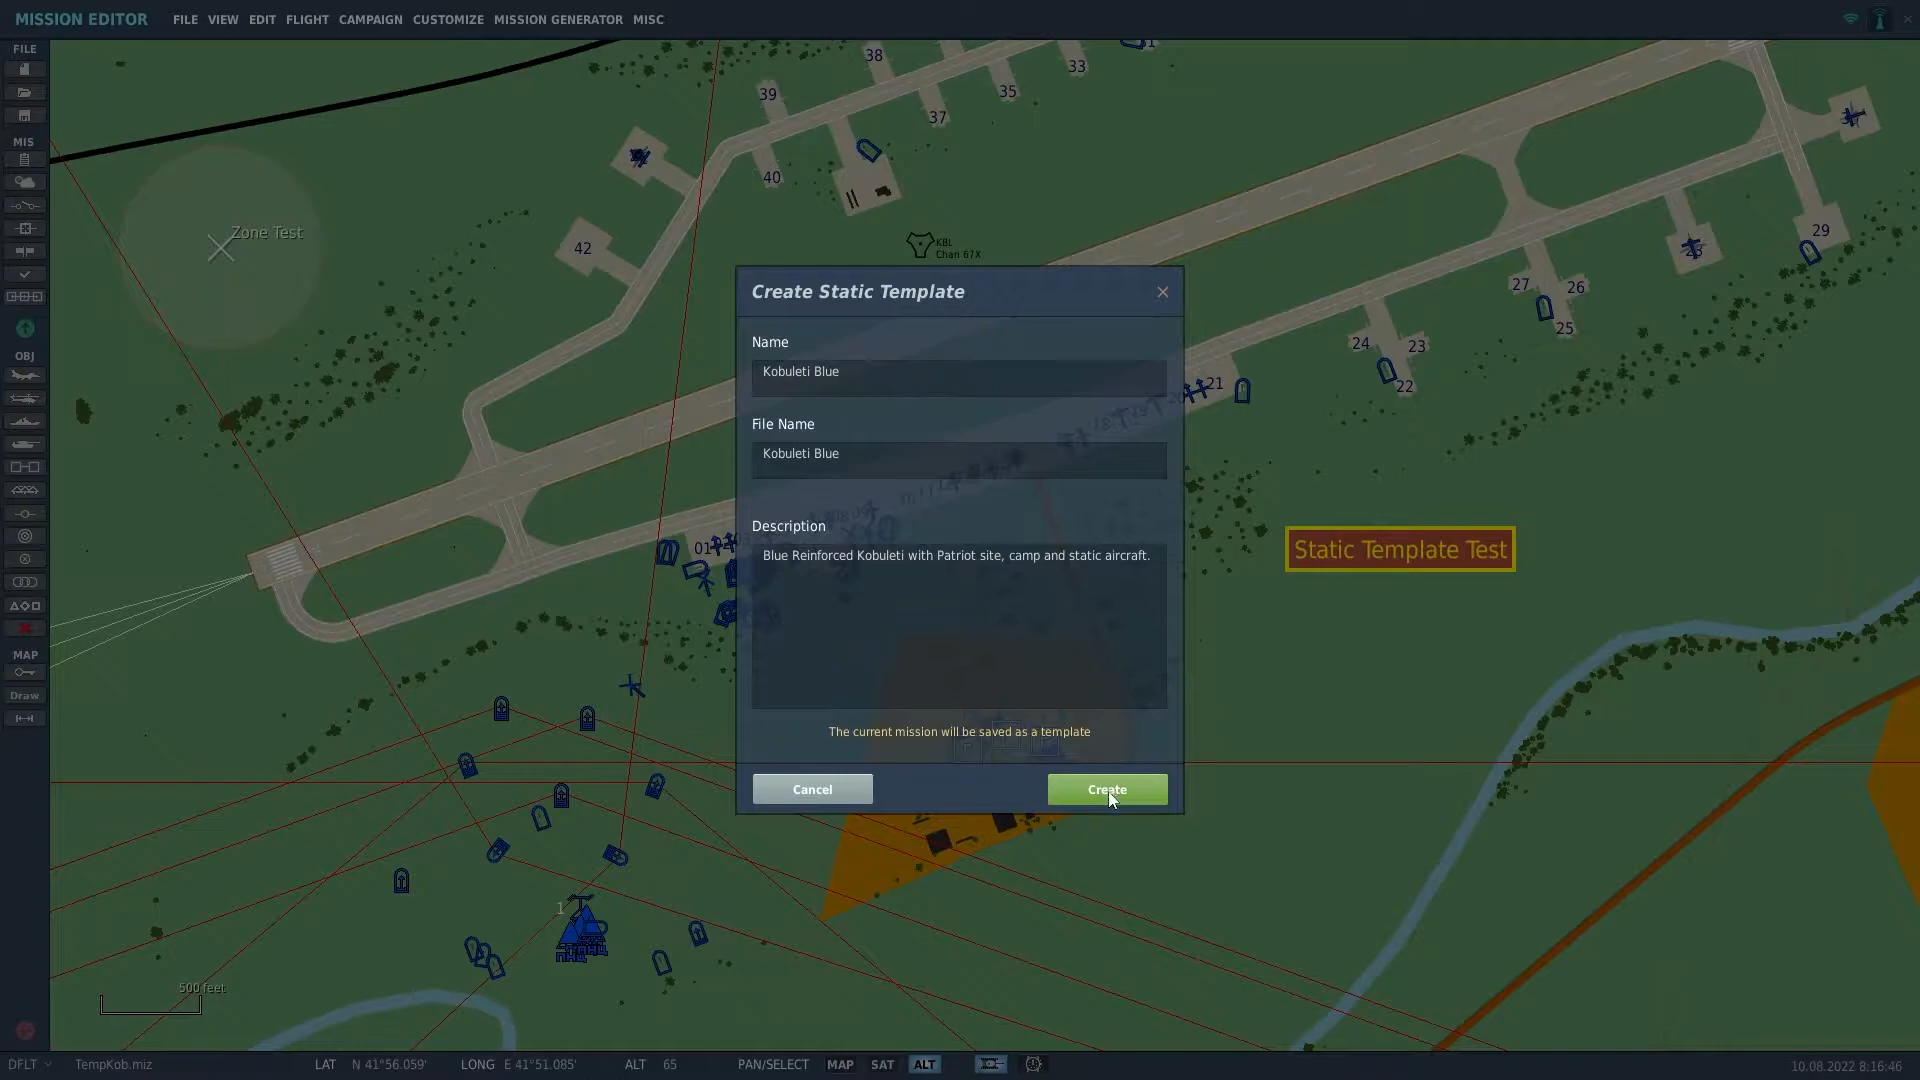 MISSION EDITOR FILE VIEW EDIT FLIGHT CAMPAIGN CUSTOMIZE MISSION GENERATOR MISC
FILE
MIS
OBJ
MAP
Draw
38
33
39
35
37
40
42
KBL
Chan 67X
Zone Test
29
27
26
25
24
23
22
21
1
Static Template Test
Create Static Template
Name
Kobuleti Blue
File Name
Kobuleti Blue
Description
Blue Reinforced Kobuleti with Patriot site, camp and static aircraft.
The current mission will be saved as a template
Cancel
Create
500 feet
DFLT TempKob.miz LAT N 41°56.059' LONG E 41°51.085' ALT 65 PAN/SELECT MAP SAT ALT 10.08.2022 8:16:46